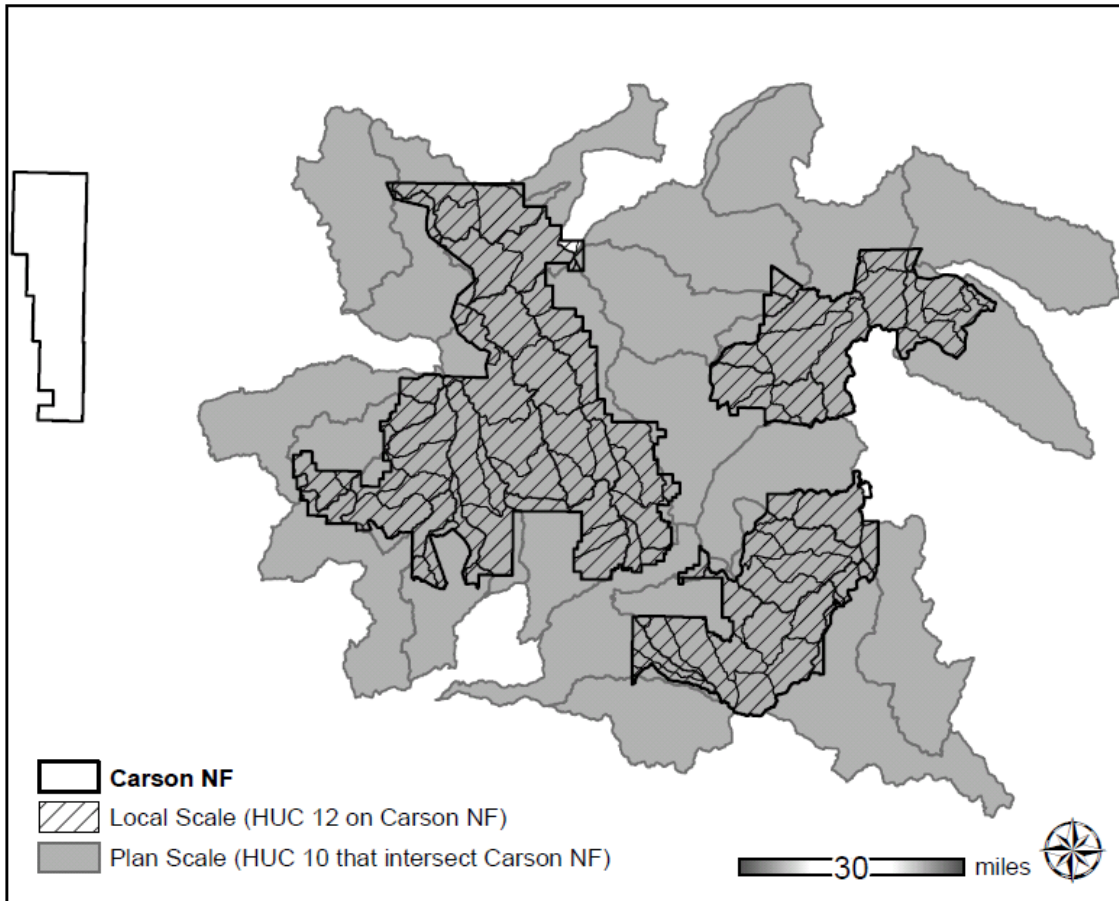 Carson NF
Local Scale (HUC 12 on Carson NF)
Plan Scale (HUC 10 that intersect Carson NF)
30 miles